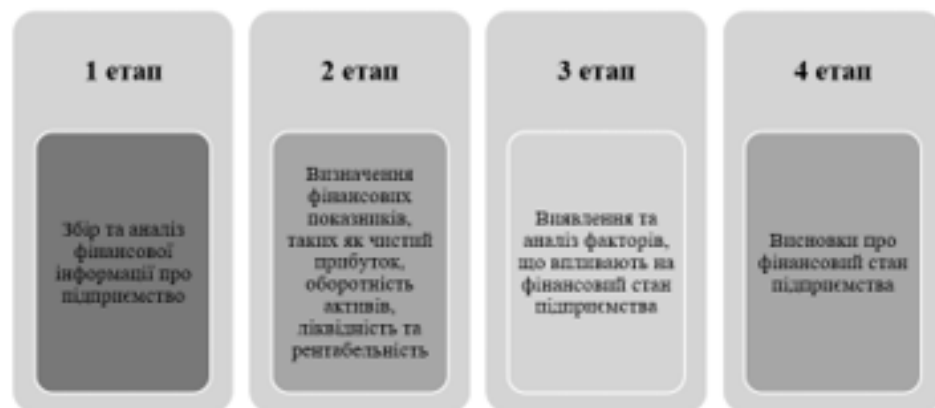 1 етап
Збір та аналіз
фінансової
інформації про
підприємство
2 етап
Визначення
фінансових
показників,
таких як чистий
прибуток,
оборотність
активів,
ліквідність та
рентабельність
3 етап
Виявлення та
аналіз факторів,
що впливають на
фінансовий стан
підприємства
4 етап
Висновки про
фінансовий стан
підприємства